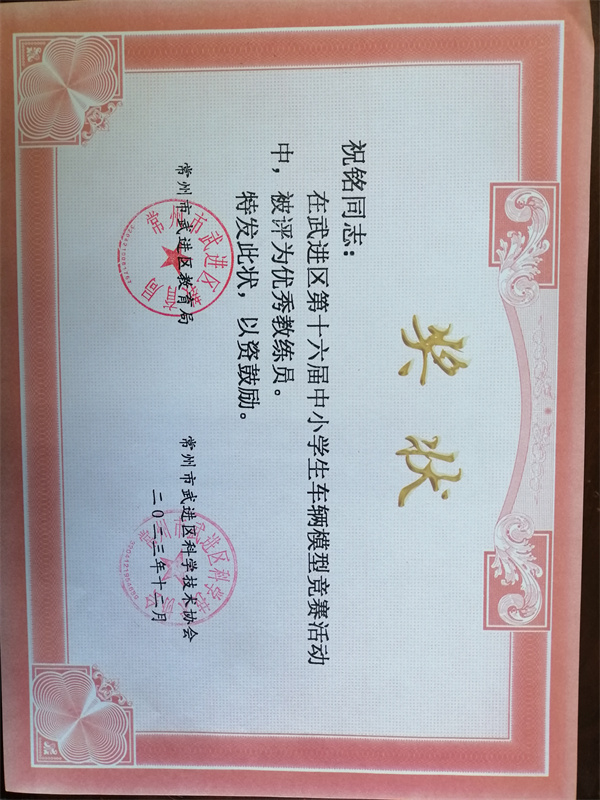 奖状
祝铭同志：
在武进区第十六届中小学生车辆模型竞赛活动
中，被评为优秀教练员。
特发此状，以资鼓励。
常州市武进区教育局
常州市武进区科学技术协会
二〇二三年十二月